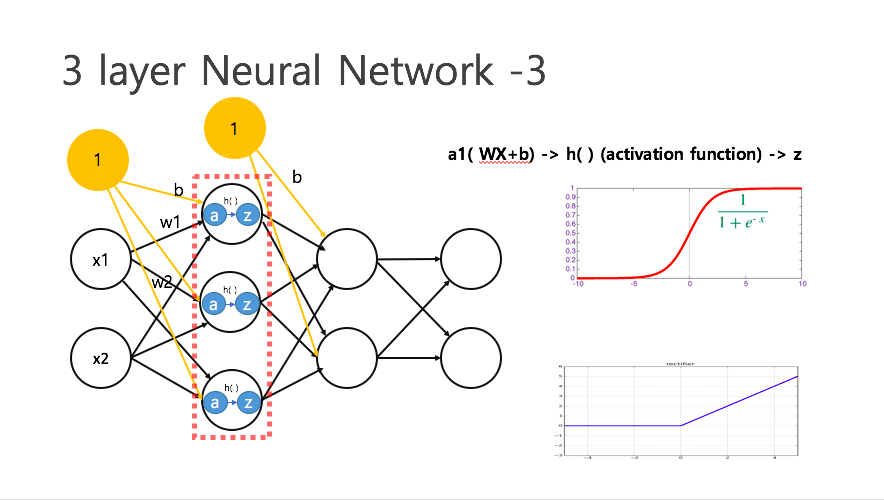 3 layer Neural Network -3
1
1
a1( WX+b) -> h( ) (activation function) -> z
b
b
w1
w2
x1
x2
h( )
a z
h( )
a z
h( )
a z
1
0.9
0.8
0.7
0.6
0.5
0.4
0.3
0.2
0.1
0
-10 -5 0 5 10
1
1 + e^-x
rectifier
6
5
4
3
2
1
0
-1
-2
-3
-4 -2 0 2 4